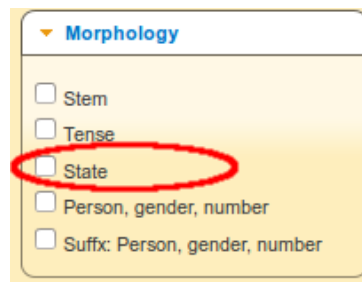 Morphology
Stem
Tense
State
Person, gender, number
Suffx: Person, gender, number